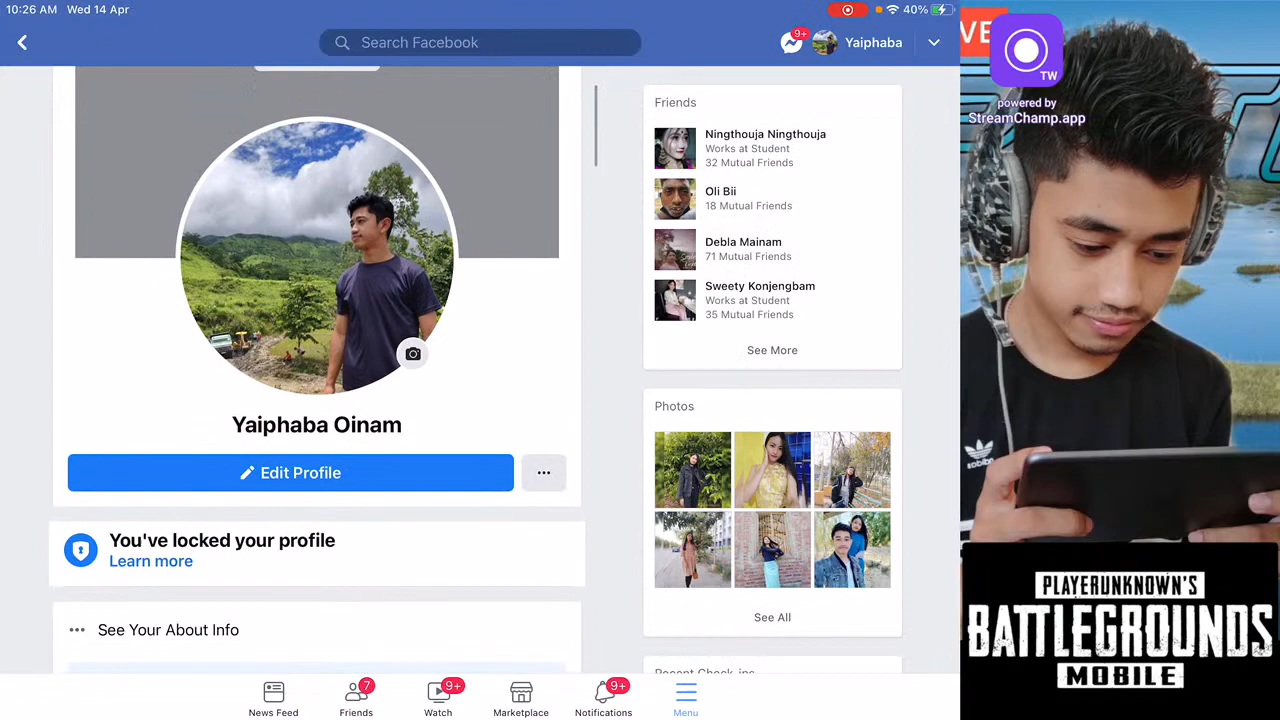 10:26 AM Wed 14 Apr
40%
Search Facebook
9+
Yaiphaba
Yaiphaba Oinam
Edit Profile
You've locked your profile
Learn more
See Your About Info
Friends
Ningthouja Ningthouja
Works at Student
32 Mutual Friends
Oli Bii
18 Mutual Friends
Debla Mainam
71 Mutual Friends
Sweety Konjengbam
Works at Student
35 Mutual Friends
See More
Photos
See All
Recent Check-ins
News Feed
7
Friends
9+
Watch
Marketplace
9+
Notifications
Menu
VE
TW
powered by
StreamChamp.app
adidas
PLAYERUNKNOWN'S
BATTLEGROUNDS
MOBILE